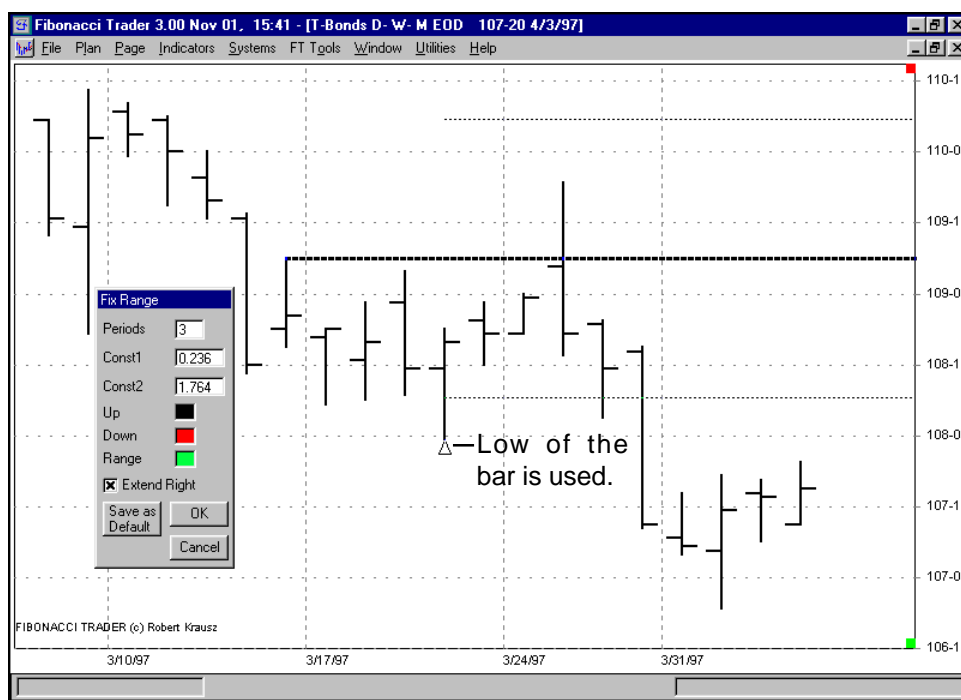 Fibonacci Trader 3.00 Nov 01, 15:41 - [T-Bonds D- W- M EOD 107-20 4/3/97]
File Plan Page Indicators Systems FT Tools Window Utilities Help
110-1
110-0
109-1
109-0
108-1
108-0
107-1
107-0
106-1
Fix Range
Periods 3
Const1 0.236
Const2 1.764
Up
Down
Range
Extend Right
Save as Default
OK
Cancel
Low of the
bar is used.
FIBONACCI TRADER (c) Robert Krausz
3/10/97 3/17/97 3/24/97 3/31/97